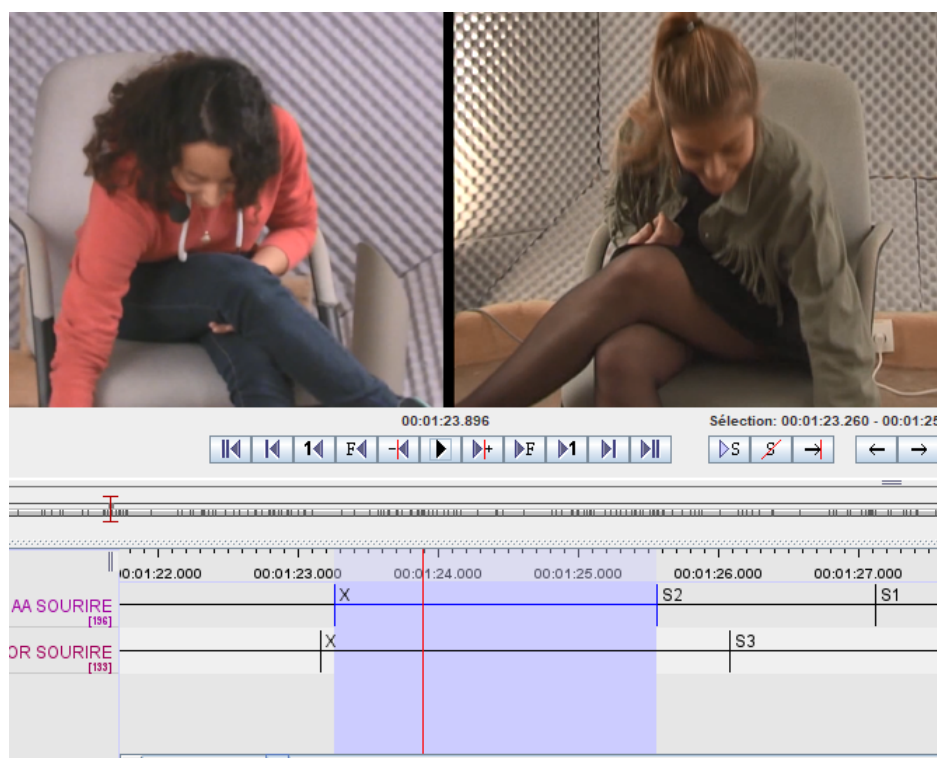 00:01:23.896
Sélection: 00:01:23.260 - 00:01:25
1 F - + F 1 S S
00:01:22.000 00:01:23.000 00:01:24.000 00:01:25.000 00:01:26.000 00:01:27.000
AA SOURIRE X S2 S1
[196]
OR SOURIRE X S3
[133]